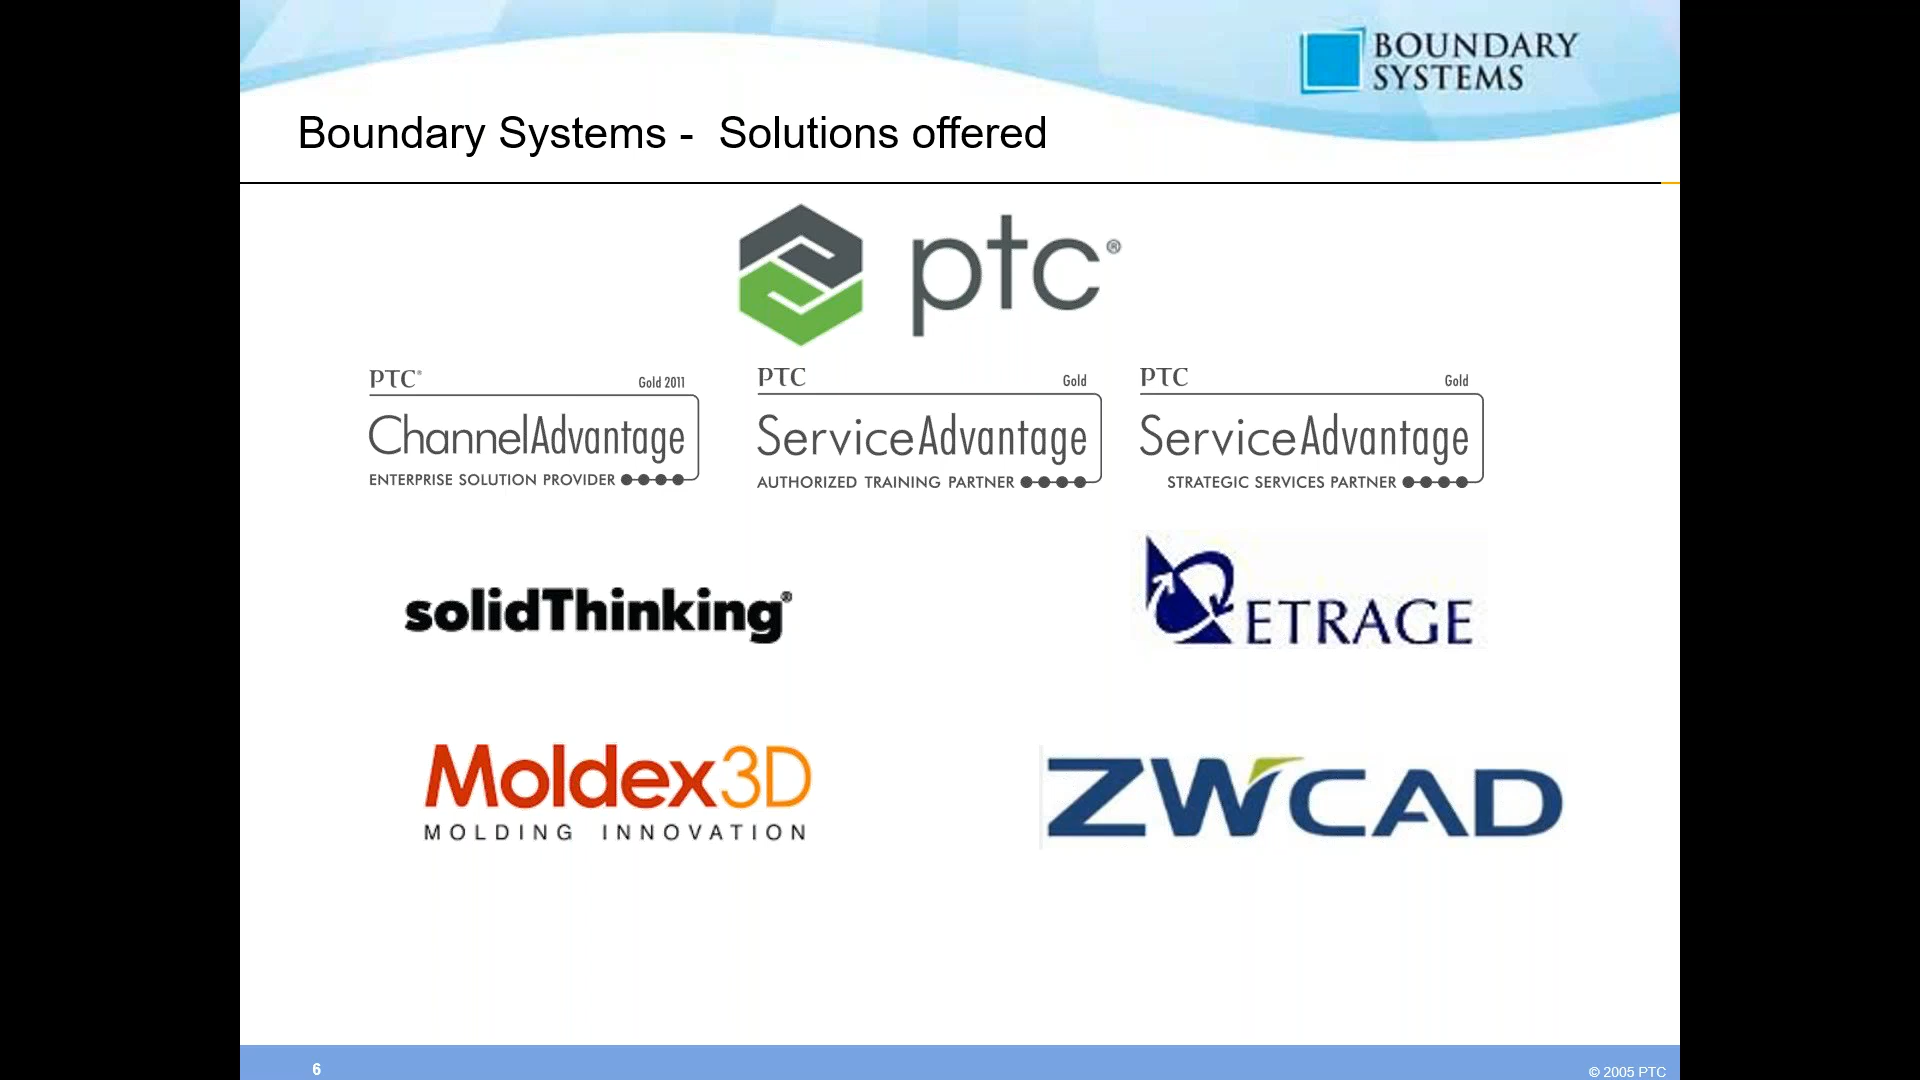 BOUNDARY
SYSTEMS
Boundary Systems - Solutions offered
ptc®
PTC® Gold 2011
ChannelAdvantage
ENTERPRISE SOLUTION PROVIDER
PTC Gold
ServiceAdvantage
AUTHORIZED TRAINING PARTNER
PTC Gold
ServiceAdvantage
STRATEGIC SERVICES PARTNER
solidThinking®
ETRAGE
Moldex3D
MOLDING INNOVATION
ZWCAD
6
© 2005 PTC